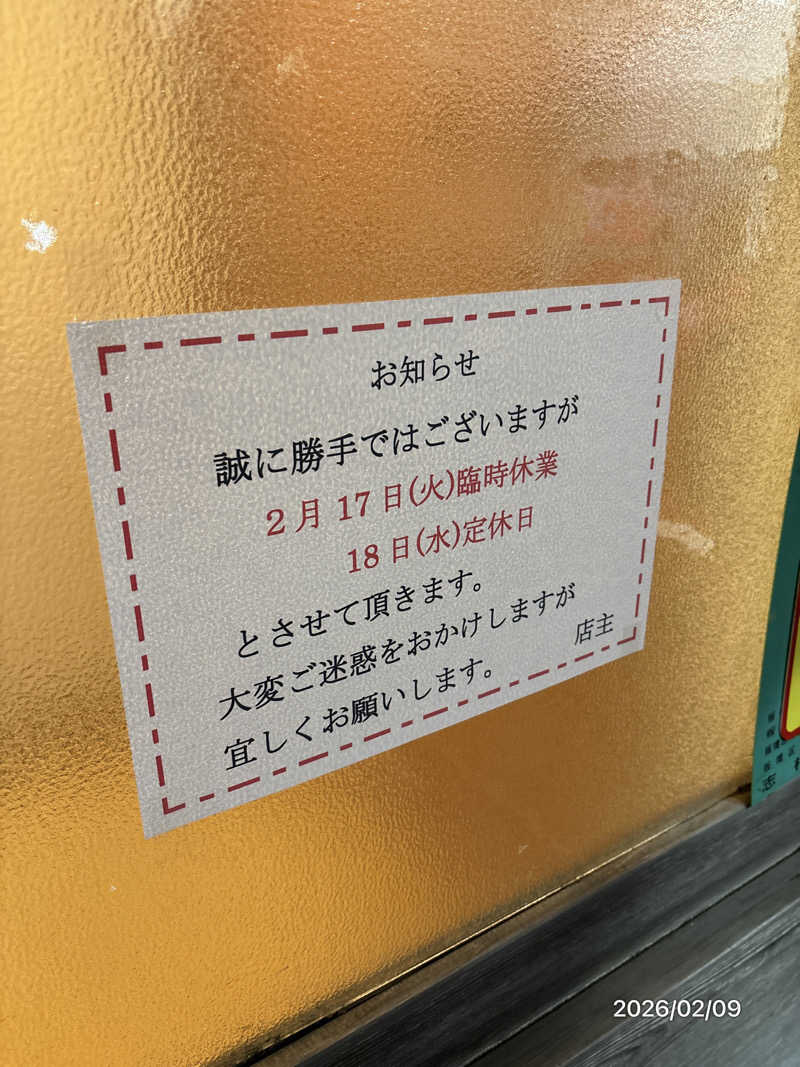 お知らせ
誠に勝手ではございますが
2月17日(火)臨時休業
18日(水)定休日
とさせて頂きます。
大変ご迷惑をおかけしますが
宜しくお願いします。
店主
2026/02/09